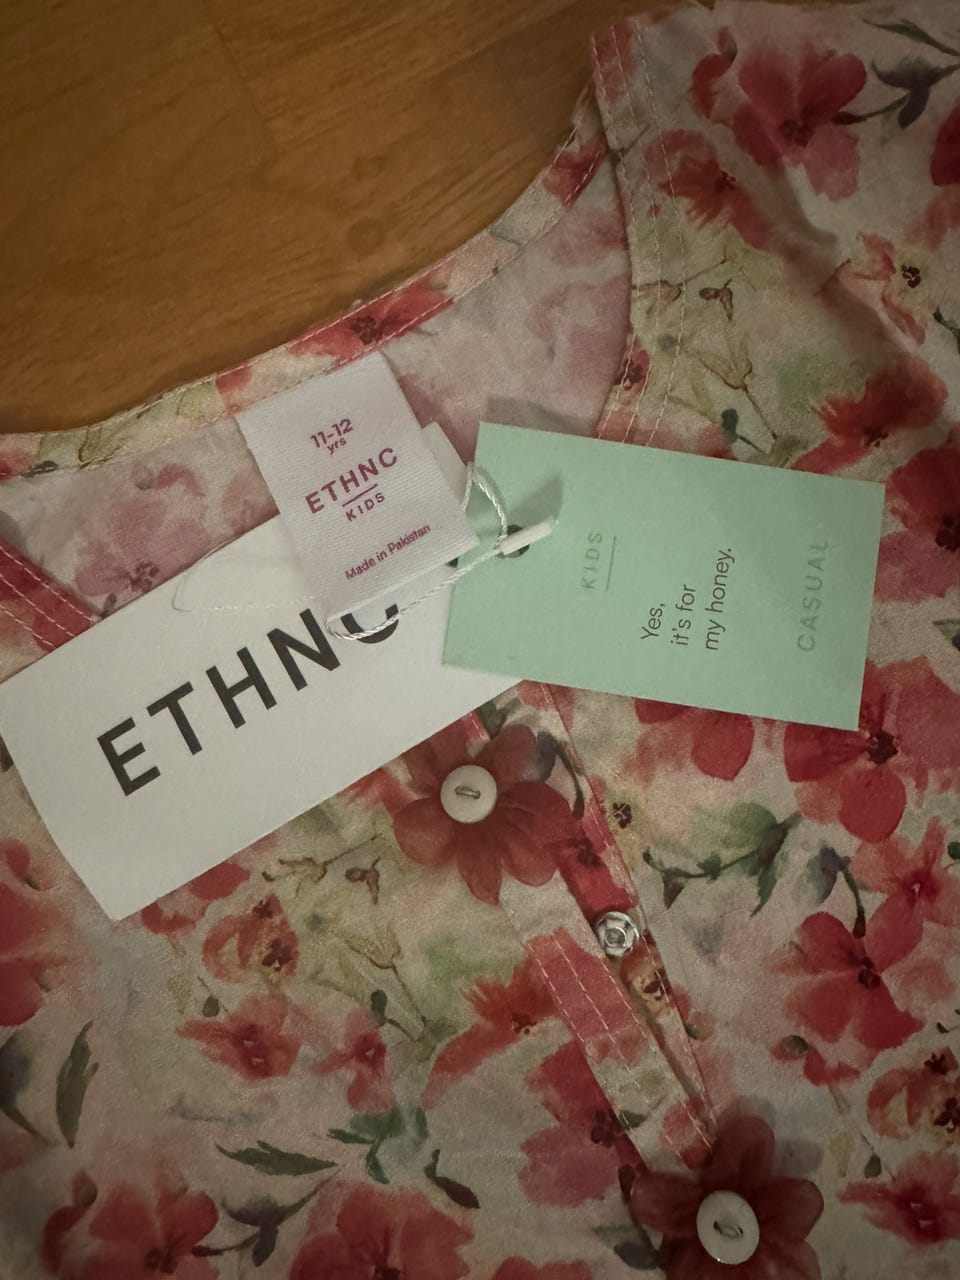 11-12
yrs
ETHNC
KIDS
Made in Pakistan
ETHNC
KIDS
Yes,
it's for
my honey.
CASUAL